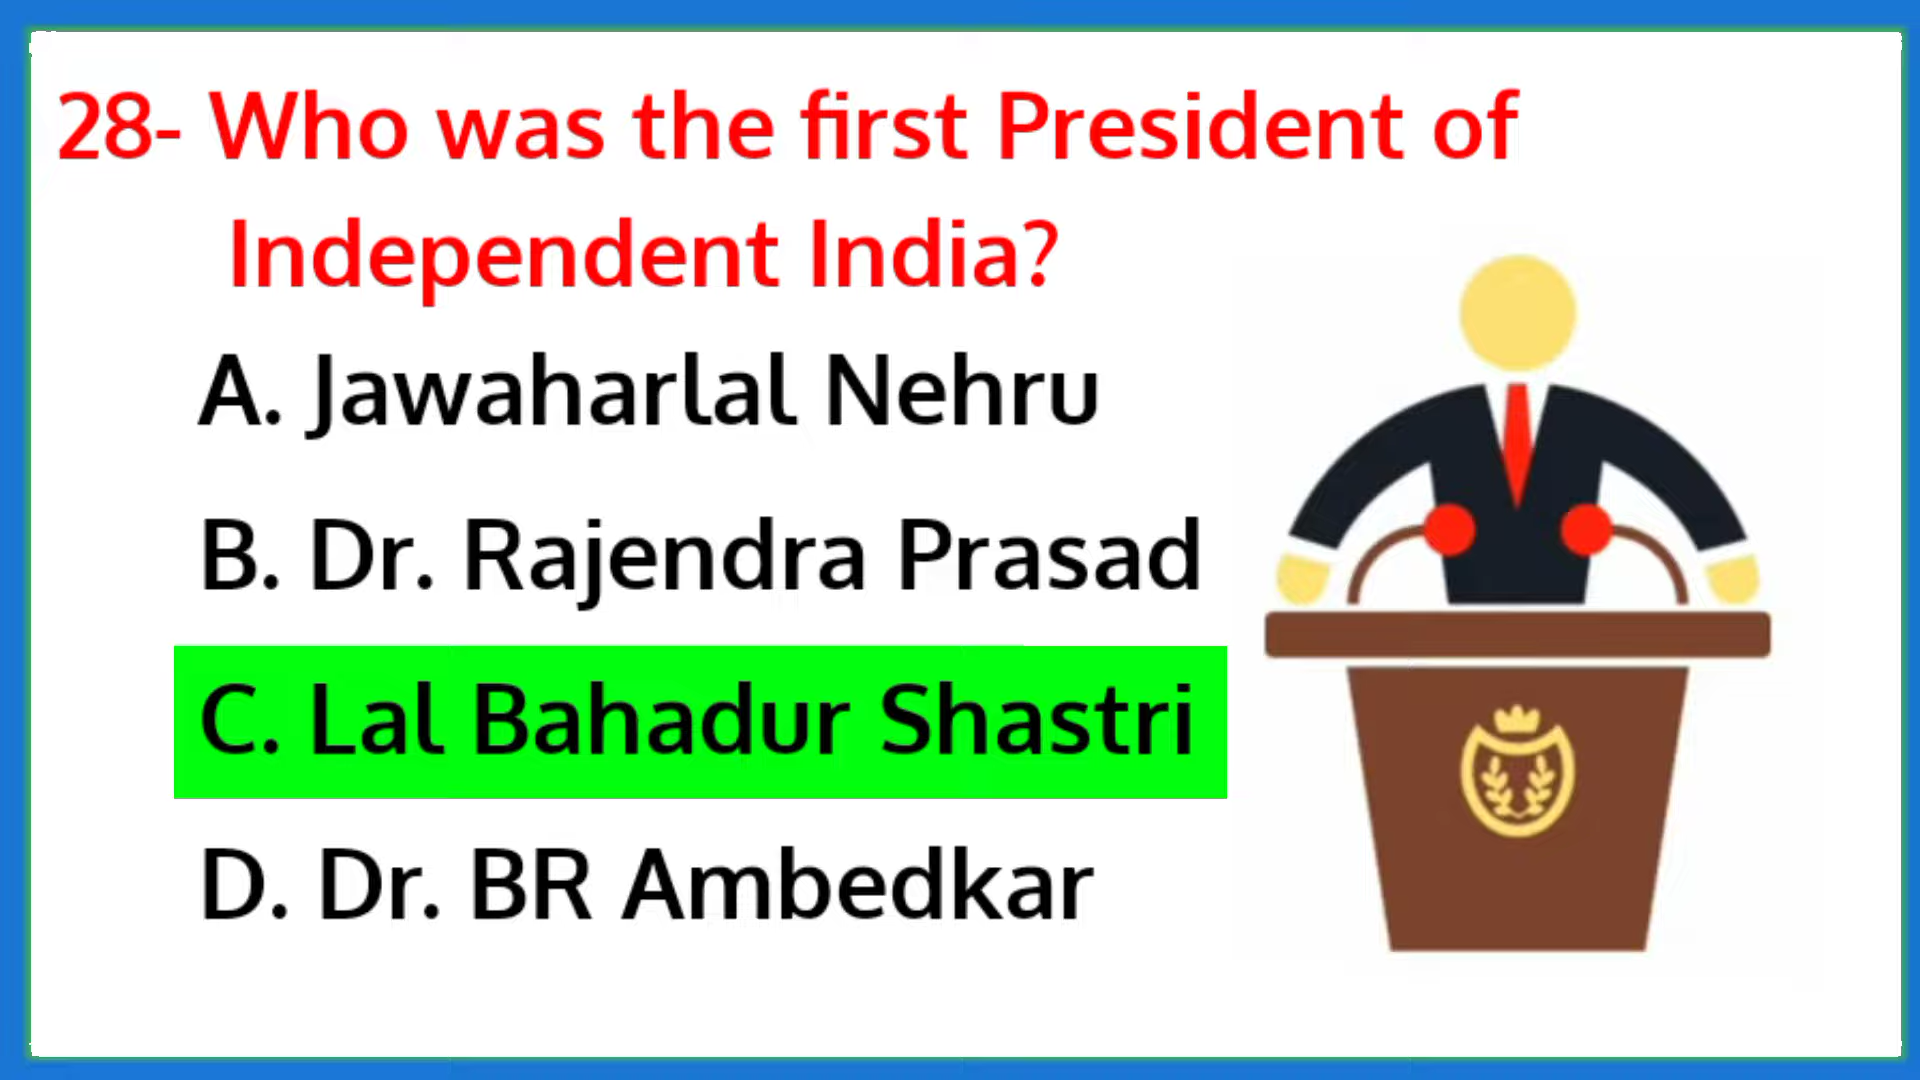 28- Who was the first President of
Independent India?
A. Jawaharlal Nehru
B. Dr. Rajendra Prasad
C. Lal Bahadur Shastri
D. Dr. BR Ambedkar